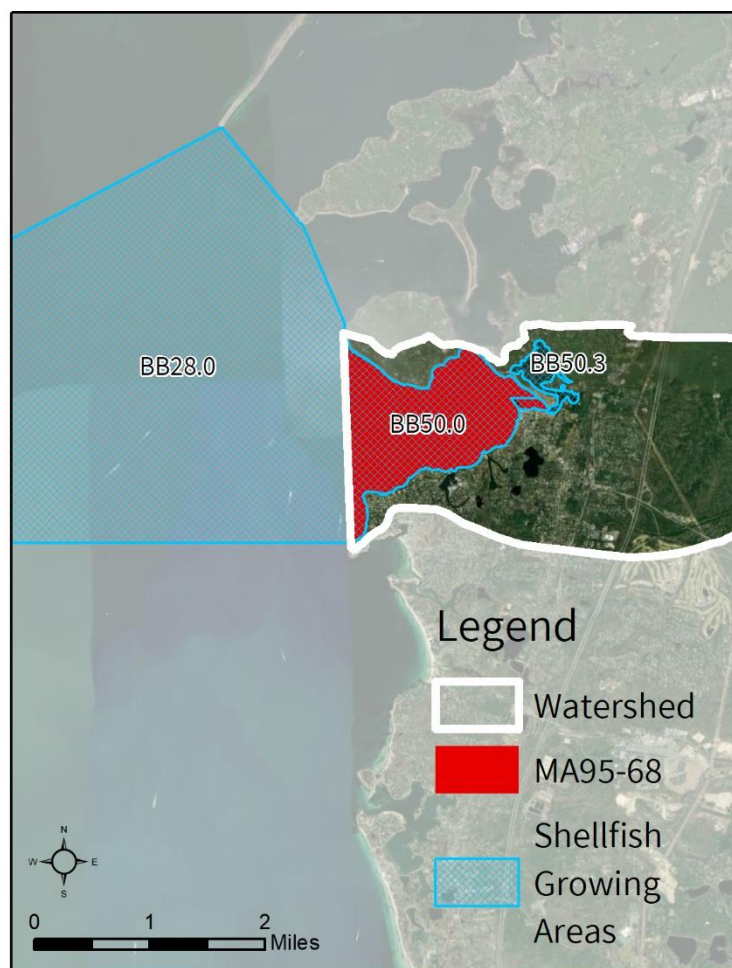 BB28.0
BB50.3
BB50.0
Legend
Watershed
MA95-68
Shellfish
Growing
Areas
N
W E
S
0 1 2
Miles